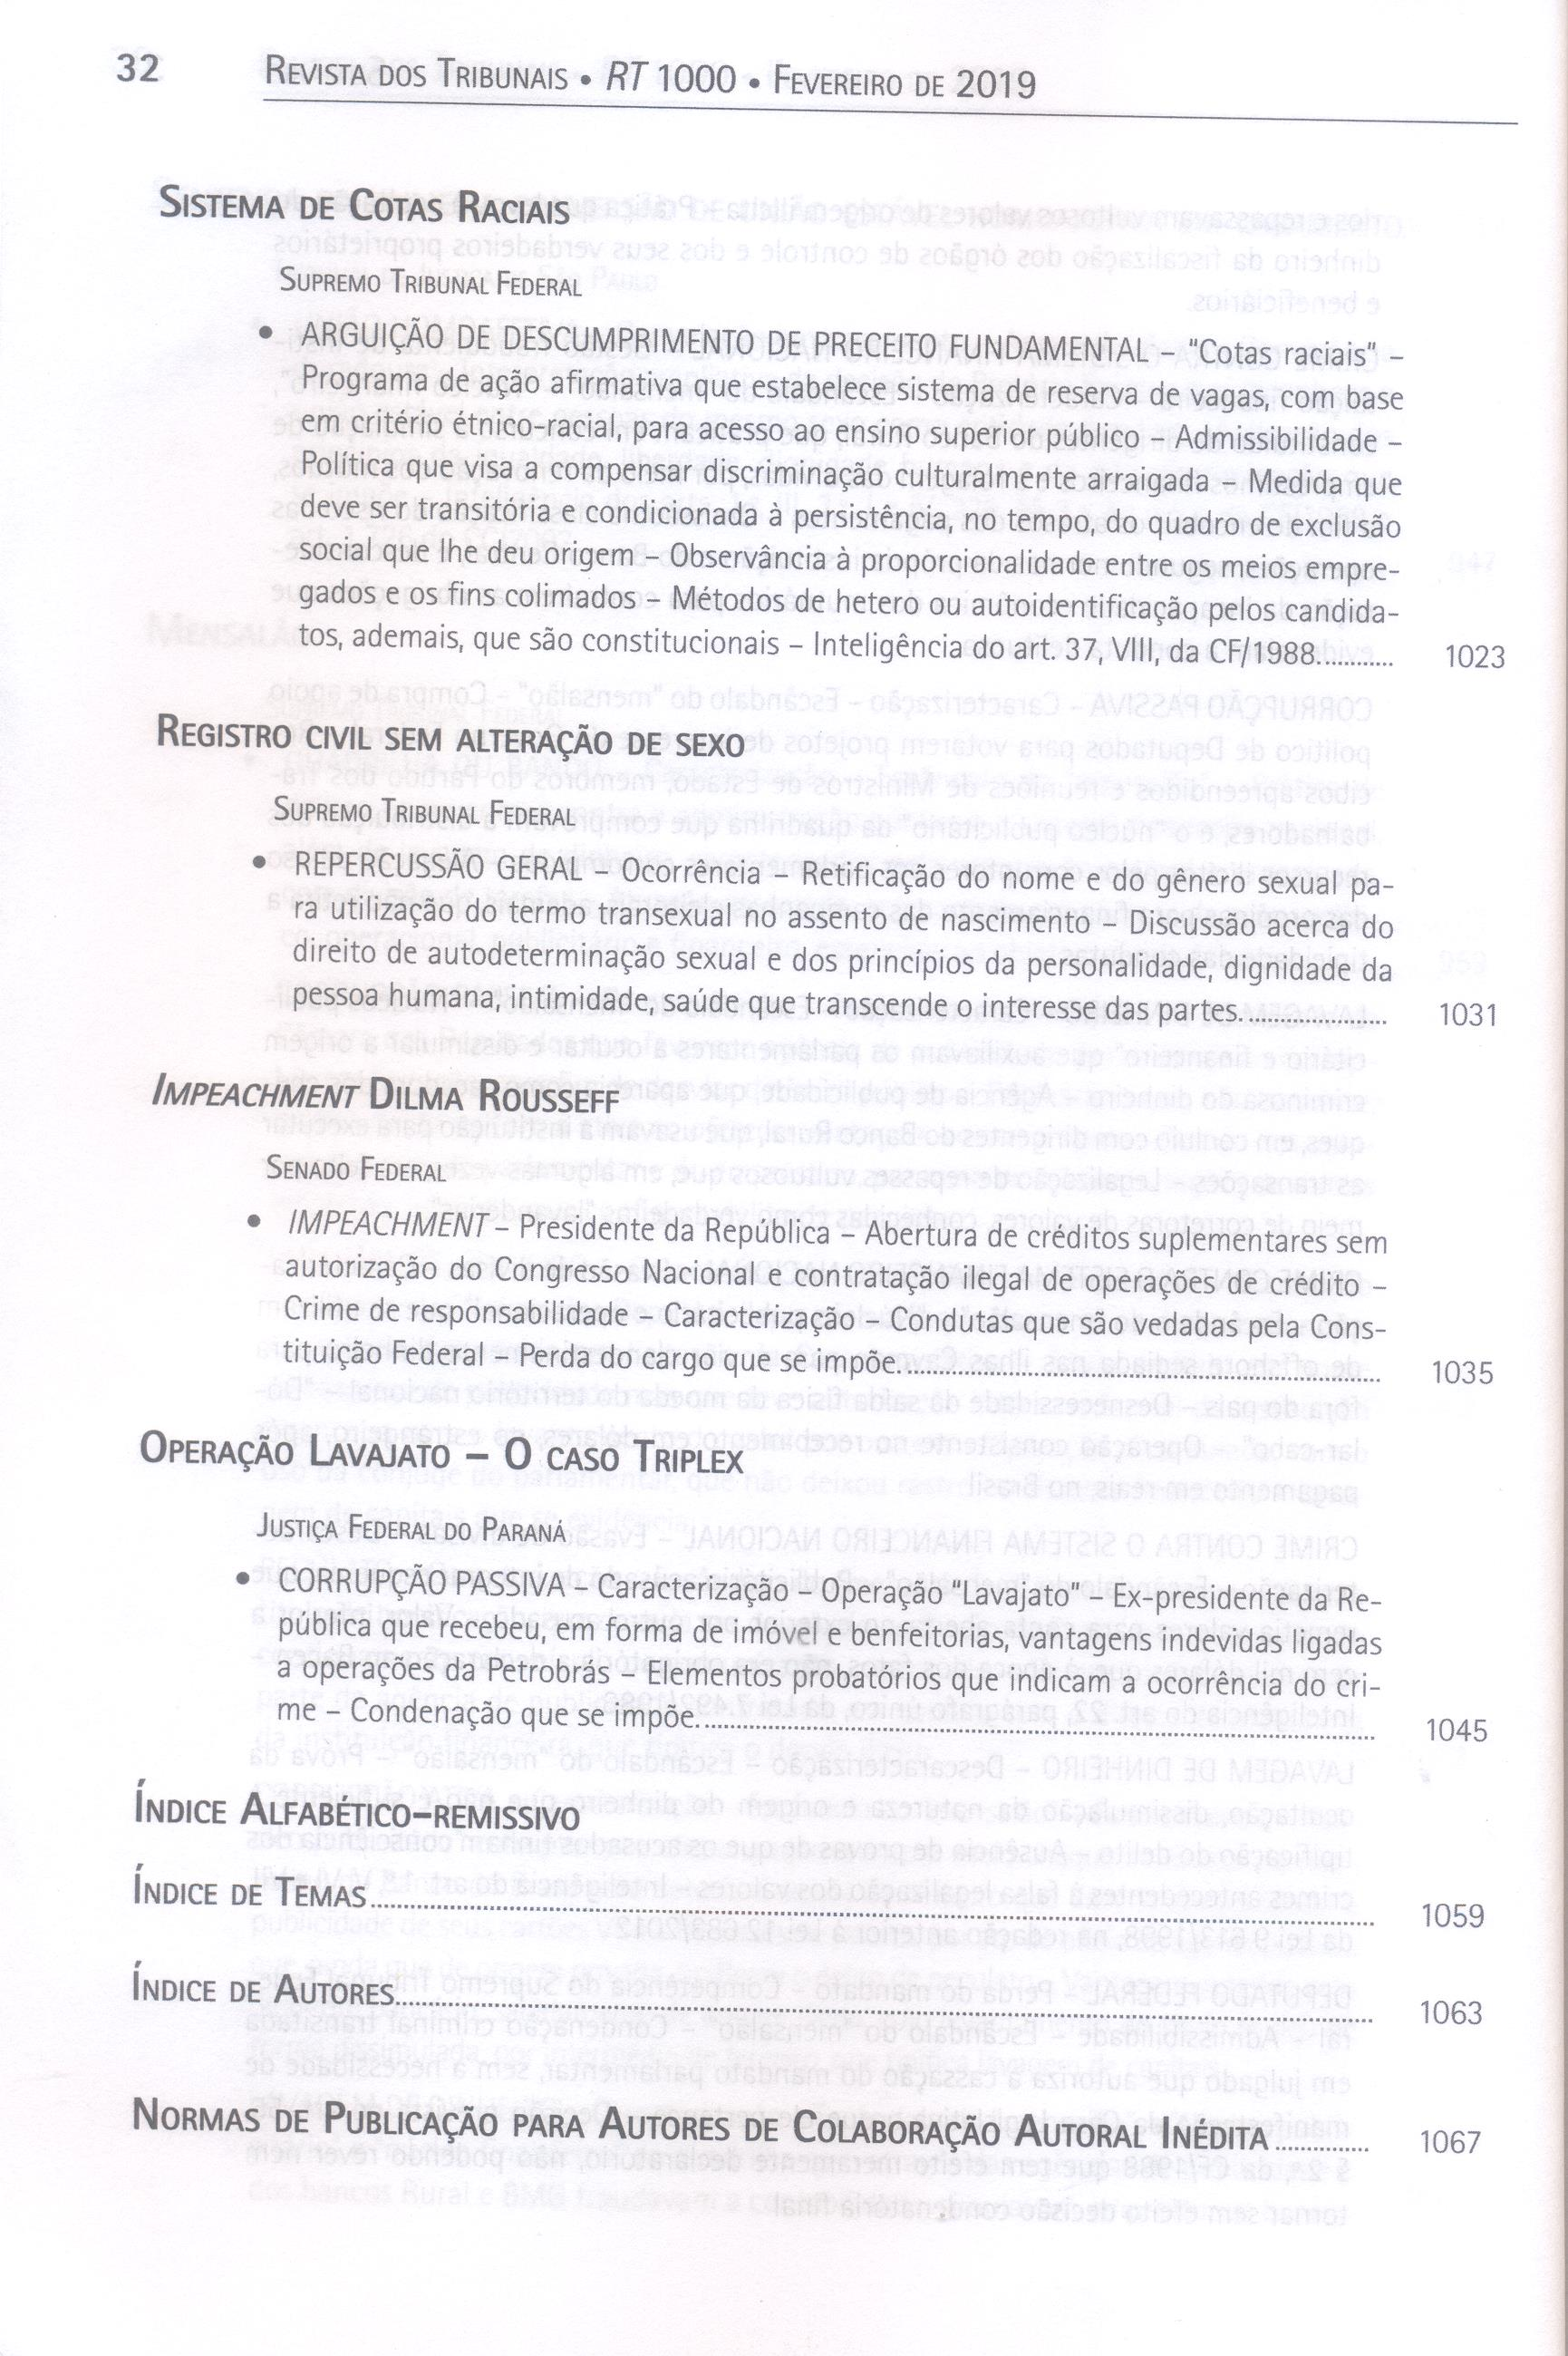 32 REVISTA DOS TRIBUNAIS • RT 1000 • FEVEREIRO DE 2019
SISTEMA DE COTAS RACIAIS
SUPREMO TRIBUNAL FEDERAL
• ARGUIÇÃO DE DESCUMPRIMENTO DE PRECEITO FUNDAMENTAL – "Cotas raciais" –
Programa de ação afirmativa que estabelece sistema de reserva de vagas, com base
em critério étnico-racial, para acesso ao ensino superior público – Admissibilidade –
Política que visa a compensar discriminação culturalmente arraigada – Medida que
deve ser transitória e condicionada à persistência, no tempo, do quadro de exclusão
social que lhe deu origem – Observância à proporcionalidade entre os meios empre-
gados e os fins colimados – Métodos de hetero ou autoidentificação pelos candida-
tos, ademais, que são constitucionais – Inteligência do art. 37, VIII, da CF/1988........... 1023
REGISTRO CIVIL SEM ALTERAÇÃO DE SEXO
SUPREMO TRIBUNAL FEDERAL
• REPERCUSSÃO GERAL – Ocorrência – Retificação do nome e do gênero sexual pa-
ra utilização do termo transexual no assento de nascimento – Discussão acerca do
direito de autodeterminação sexual e dos princípios da personalidade, dignidade da
pessoa humana, intimidade, saúde que transcende o interesse das partes..................... 1031
IMPEACHMENT DILMA ROUSSEFF
SENADO FEDERAL
• IMPEACHMENT – Presidente da República – Abertura de créditos suplementares sem
autorização do Congresso Nacional e contratação ilegal de operações de crédito –
Crime de responsabilidade – Caracterização – Condutas que são vedadas pela Cons-
tituição Federal – Perda do cargo que se impõe..................... 1035
OPERAÇÃO LAVAJATO – O CASO TRIPLEX
JUSTIÇA FEDERAL DO PARANÁ
• CORRUPÇÃO PASSIVA – Caracterização – Operação "Lavajato" – Ex-presidente da Re-
pública que recebeu, em forma de imóvel e benfeitorias, vantagens indevidas ligadas
a operações da Petrobrás – Elementos probatórios que indicam a ocorrência do cri-
me – Condenação que se impõe..................... 1045
ÍNDICE ALFABÉTICO-REMISSIVO
ÍNDICE DE TEMAS..................... 1059
ÍNDICE DE AUTORES..................... 1063
NORMAS DE PUBLICAÇÃO PARA AUTORES DE COLABORAÇÃO AUTORAL INÉDITA............. 1067